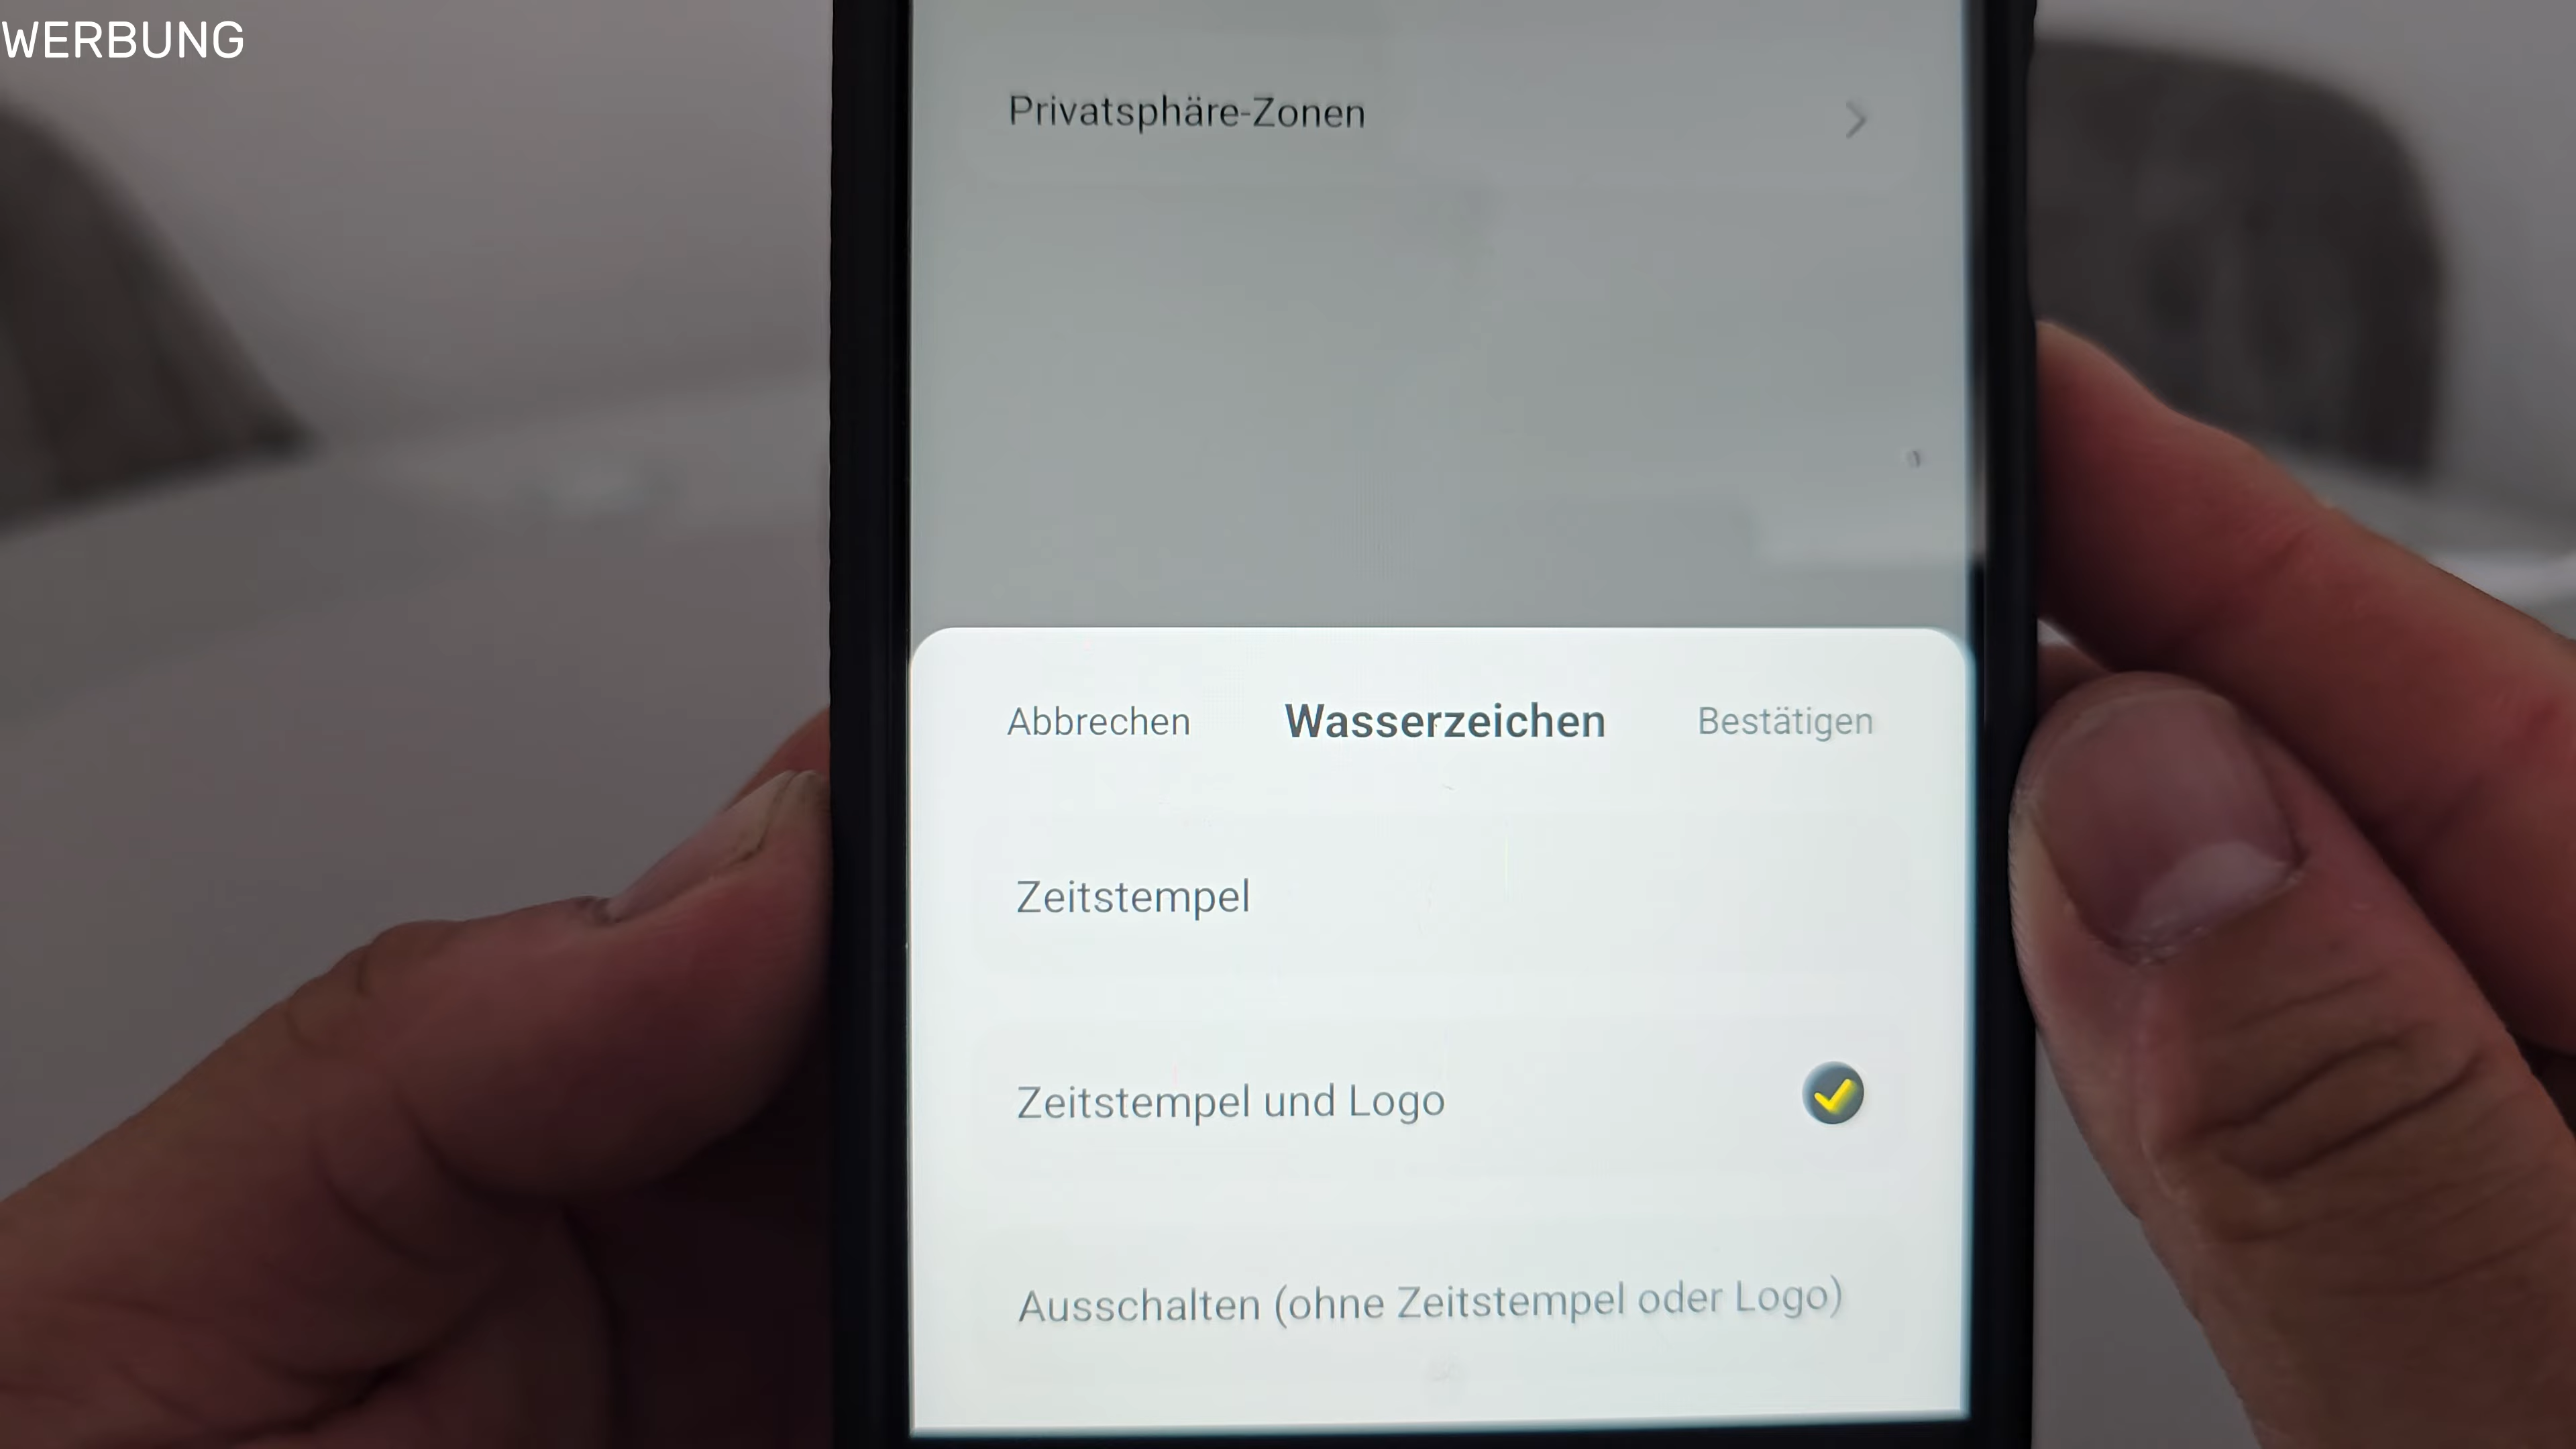 WERBUNG
Privatsphäre-Zonen
Abbrechen Wasserzeichen Bestätigen
Zeitstempel
Zeitstempel und Logo
Ausschalten (ohne Zeitstempel oder Logo)